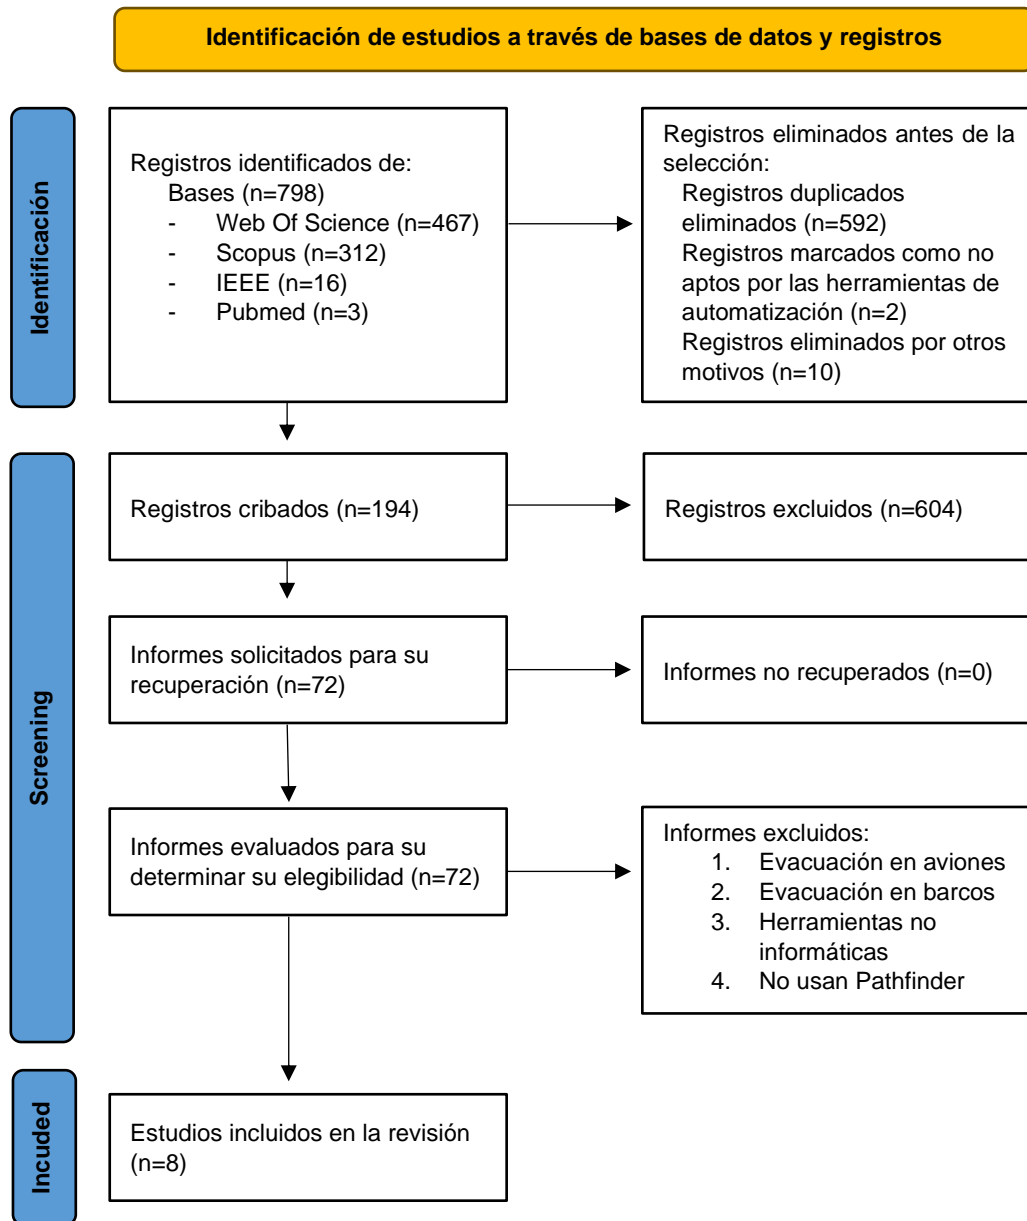 Identificación de estudios a través de bases de datos y registros
Identificación
Registros identificados de:
Bases (n=798)
- Web Of Science (n=467)
- Scopus (n=312)
- IEEE (n=16)
- Pubmed (n=3)
Registros eliminados antes de la
selección:
Registros duplicados
eliminados (n=592)
Registros marcados como no
aptos por las herramientas de
automatización (n=2)
Registros eliminados por otros
motivos (n=10)
Screening
Registros cribados (n=194)
Registros excluidos (n=604)
Informes solicitados para su
recuperación (n=72)
Informes no recuperados (n=0)
Informes evaluados para su
determinar su elegibilidad (n=72)
Informes excluidos:
1. Evacuación en aviones
2. Evacuación en barcos
3. Herramientas no
informáticas
4. No usan Pathfinder
Incuded
Estudios incluidos en la revisión
(n=8)